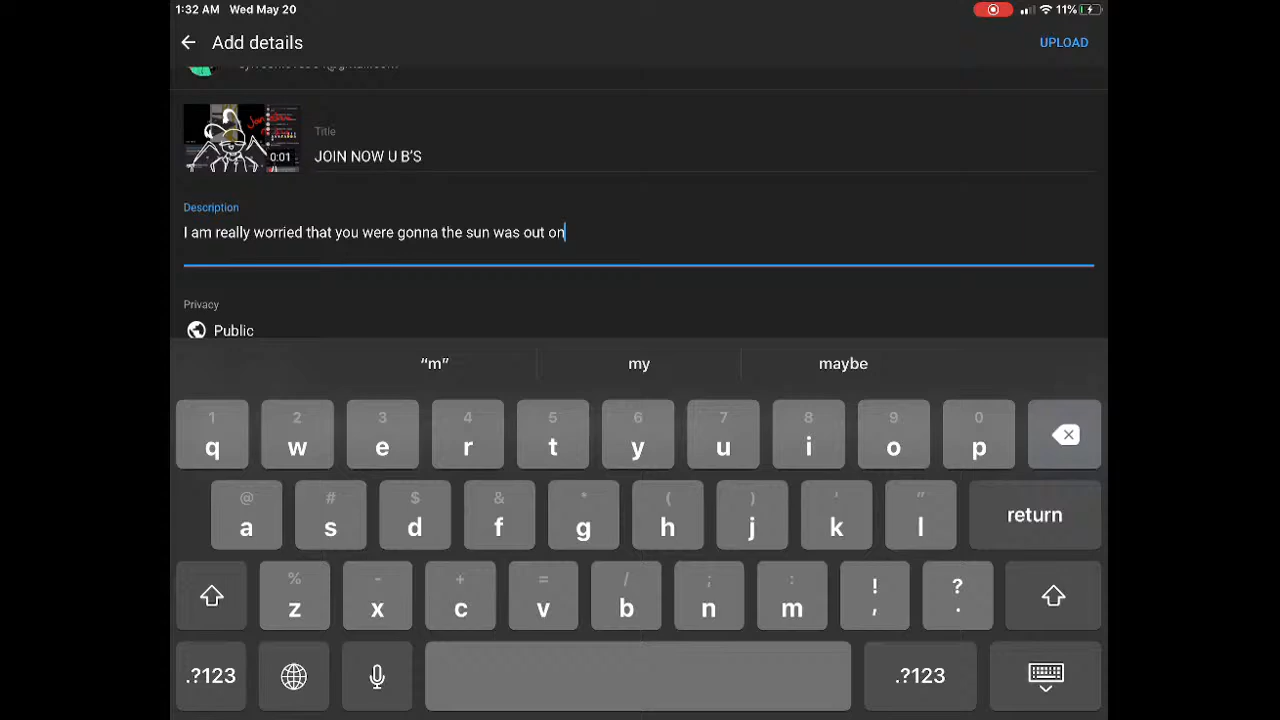 1:32 AM Wed May 20
11%
Add details
UPLOAD
Title
0:01
JOIN NOW U B'S
Description
I am really worried that you were gonna the sun was out on
Privacy
Public
“m” my maybe
1 2 3 4 5 6 7 8 9 0
q w e r t y u i o p
@ # $ & * ( ) ' "
a s d f g h j k l return
% - + = / ; : ! ?
z x c v b n m , .
.?123 .?123